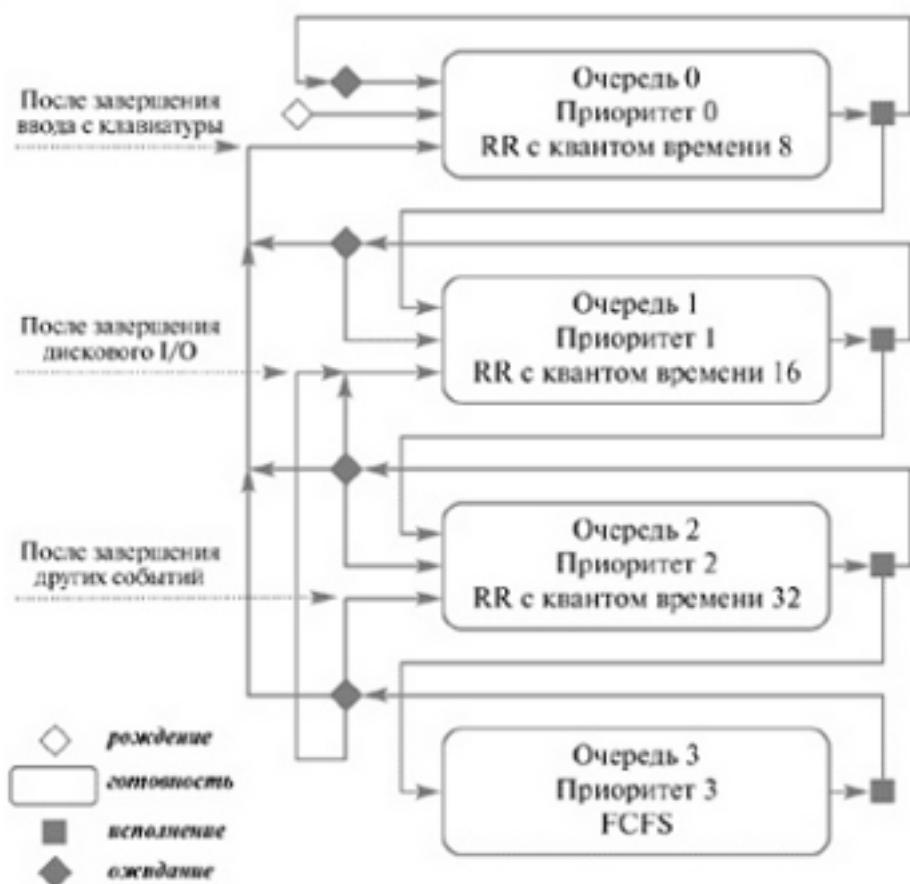 После завершения
ввода с клавиатуры
Очередь 0
Приоритет 0
RR с квантом времени 8
После завершения
дискового I/O
Очередь 1
Приоритет 1
RR с квантом времени 16
После завершения
других событий
Очередь 2
Приоритет 2
RR с квантом времени 32
Очередь 3
Приоритет 3
FCFS
рождение
готовность
исполнение
ожидание